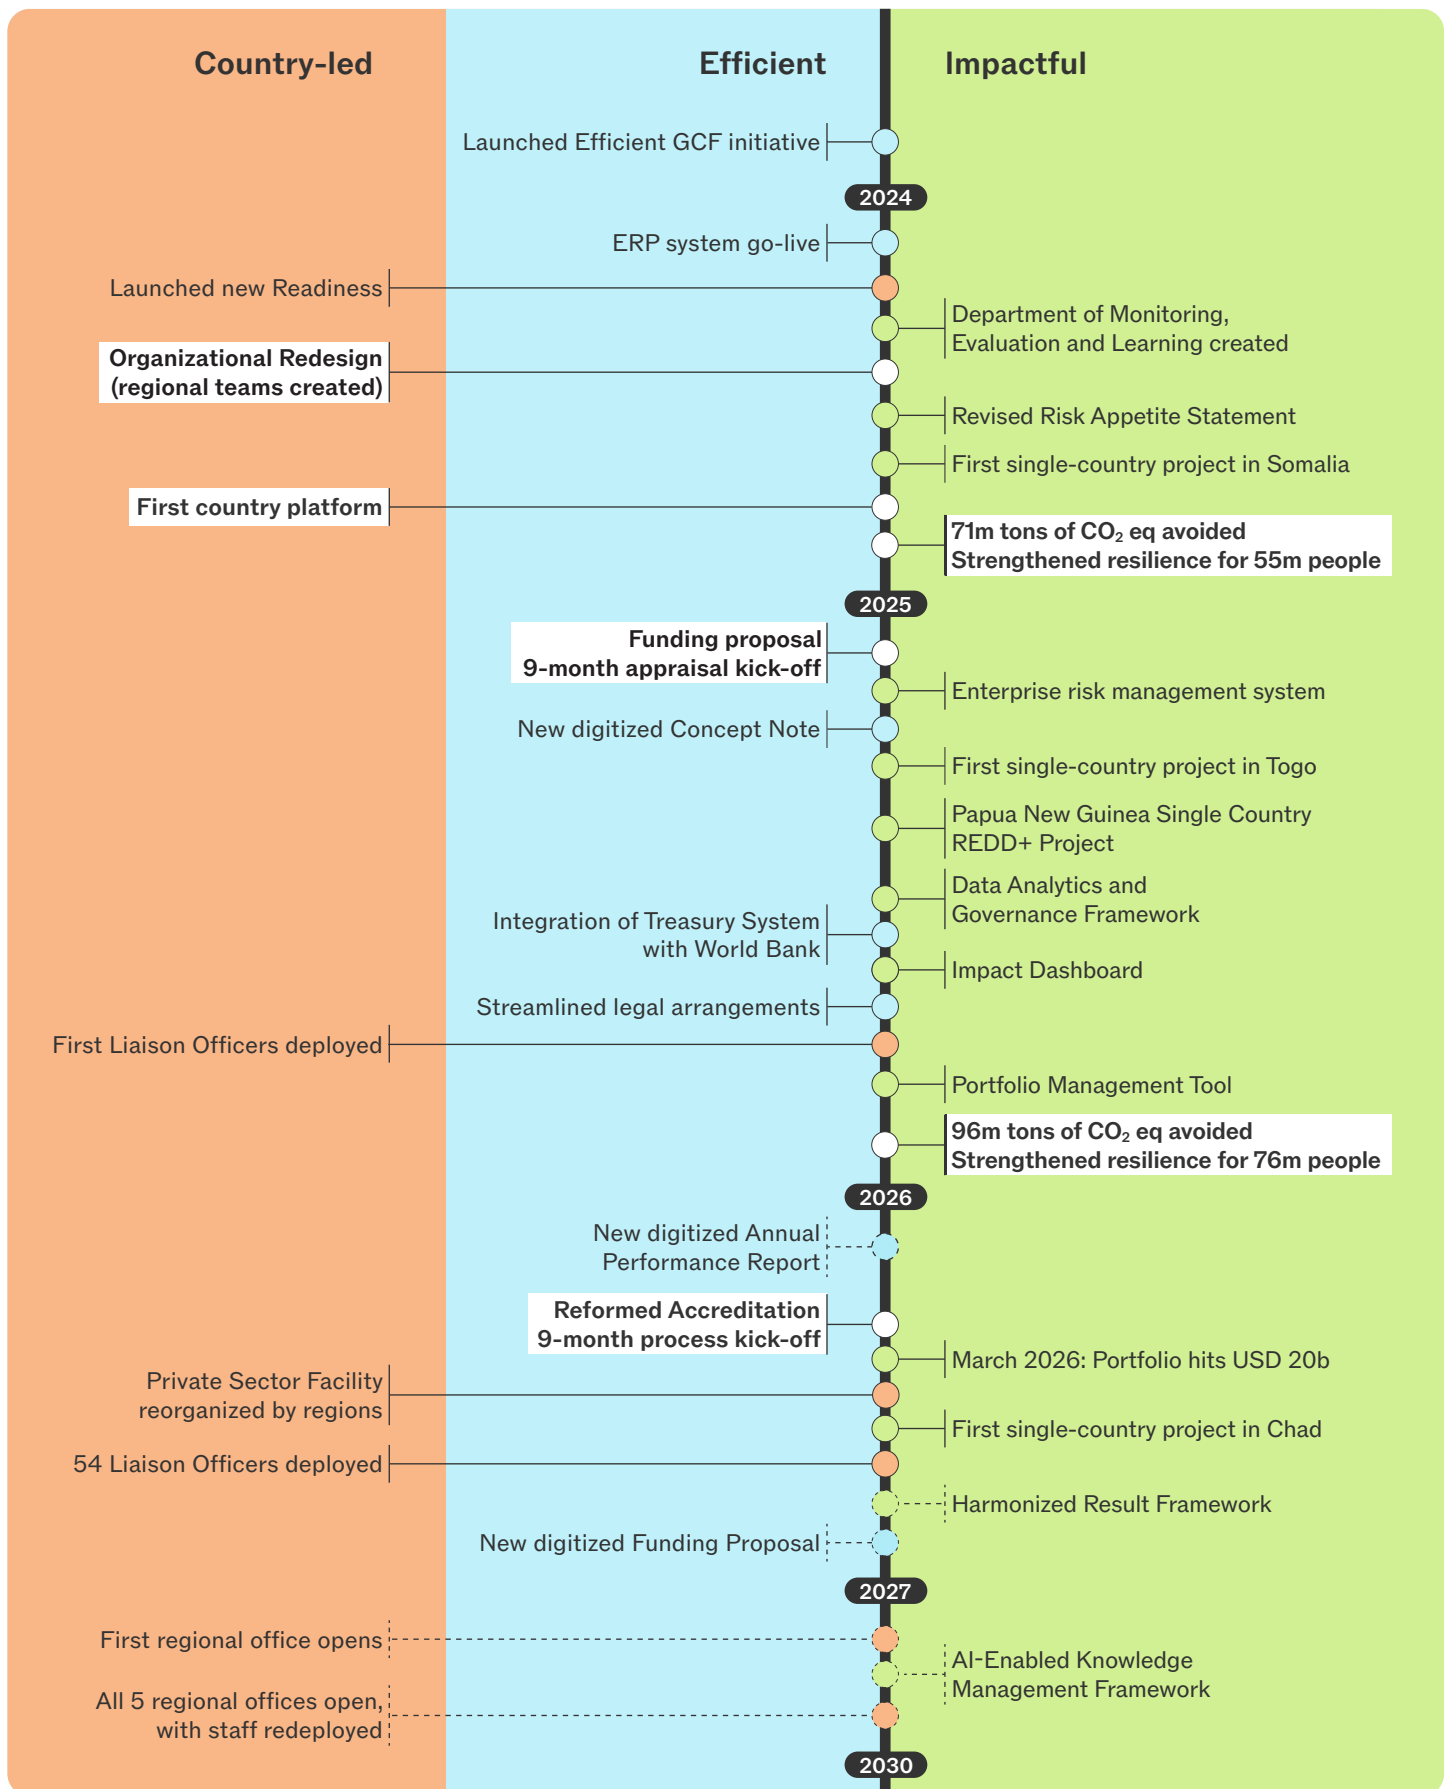 Country-led
Efficient
Impactful
Launched Efficient GCF initiative
2024
ERP system go-live
Launched new Readiness
Department of Monitoring,
Evaluation and Learning created
Organizational Redesign
(regional teams created)
Revised Risk Appetite Statement
First single-country project in Somalia
First country platform
71m tons of CO₂ eq avoided
Strengthened resilience for 55m people
2025
Funding proposal
9-month appraisal kick-off
Enterprise risk management system
New digitized Concept Note
First single-country project in Togo
Papua New Guinea Single Country
REDD+ Project
Data Analytics and
Governance Framework
Integration of Treasury System
with World Bank
Impact Dashboard
Streamlined legal arrangements
First Liaison Officers deployed
Portfolio Management Tool
96m tons of CO₂ eq avoided
Strengthened resilience for 76m people
2026
New digitized Annual
Performance Report
Reformed Accreditation
9-month process kick-off
March 2026: Portfolio hits USD 20b
Private Sector Facility
reorganized by regions
First single-country project in Chad
54 Liaison Officers deployed
Harmonized Result Framework
New digitized Funding Proposal
2027
First regional office opens
AI-Enabled Knowledge
Management Framework
All 5 regional offices open,
with staff redeployed
2030